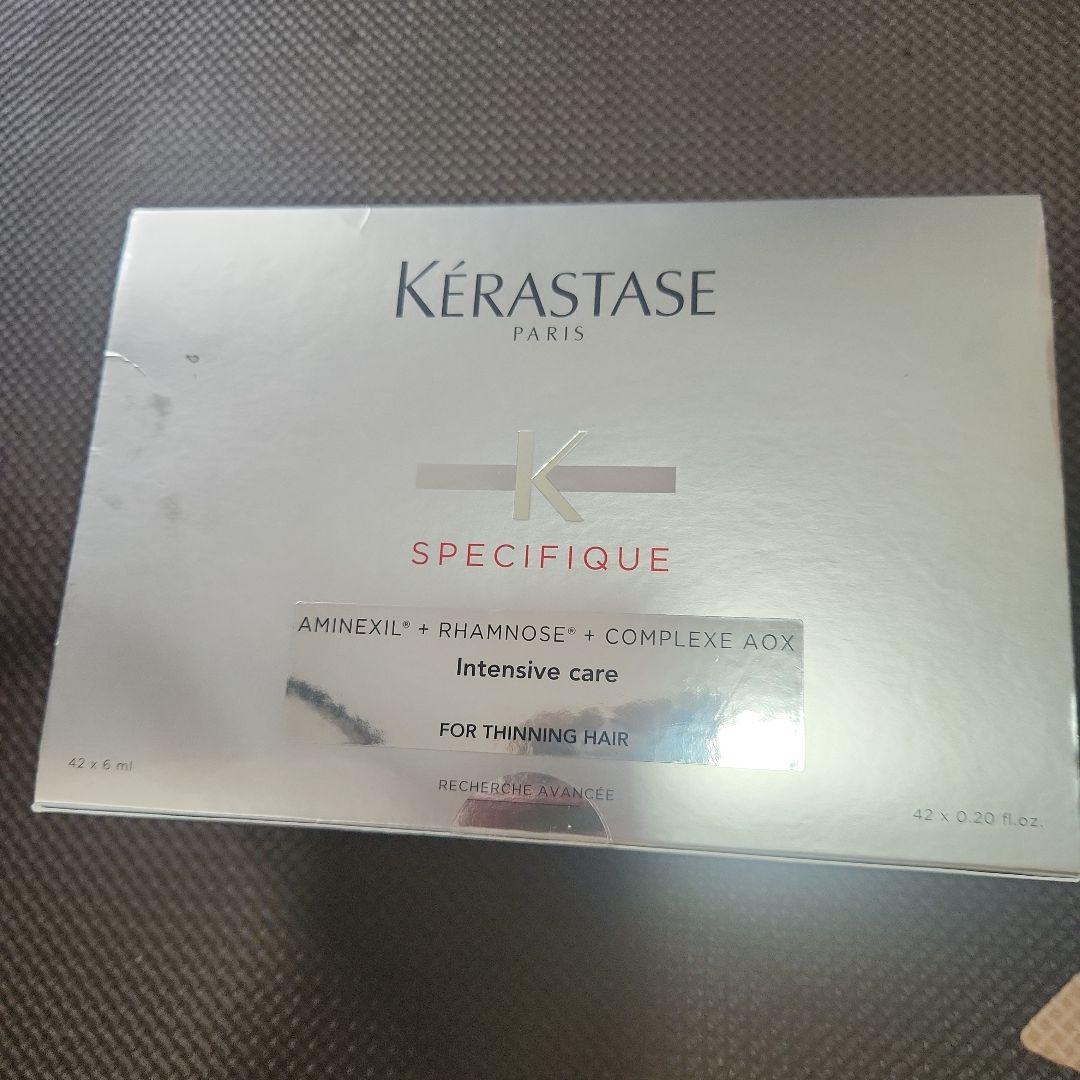 KÉRASTASE
PARIS
K
SPECIFIQUE
AMINEXIL® + RHAMNOSE® + COMPLEXE AOX
Intensive care
FOR THINNING HAIR
42 x 6 ml
RECHERCHE AVANCÉE
42 x 0.20 fl.oz.